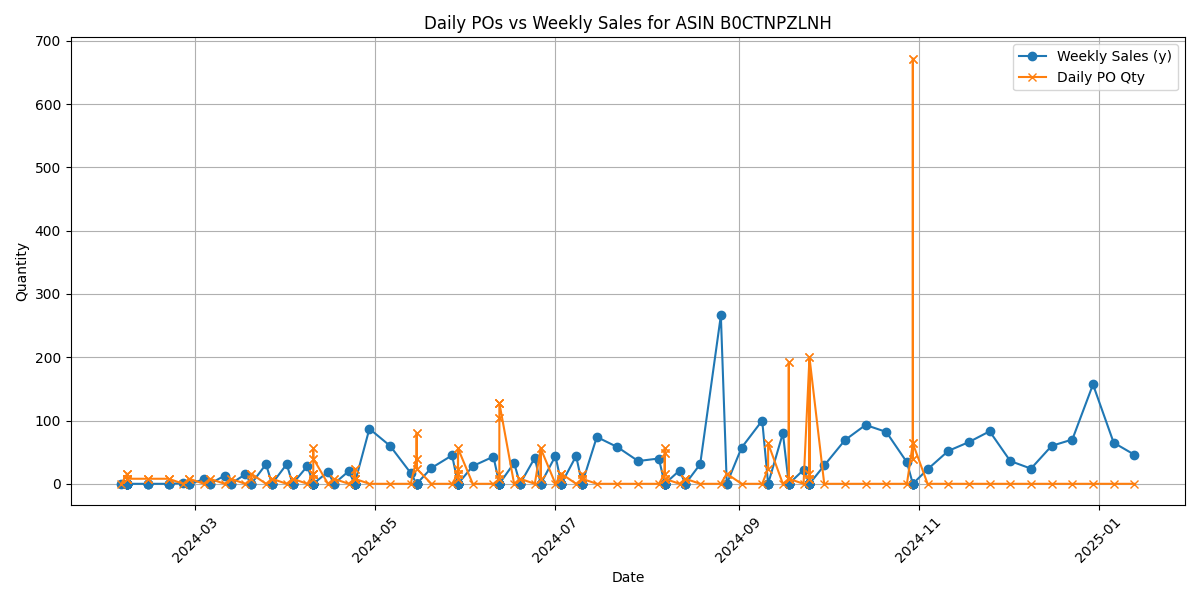 Daily POs vs Weekly Sales for ASIN B0CTNPZLNH
Weekly Sales (y)
Daily PO Qty
700
600
500
400
300
200
100
0
Quantity
2024-03
2024-05
2024-07
2024-09
2024-11
2025-01
Date